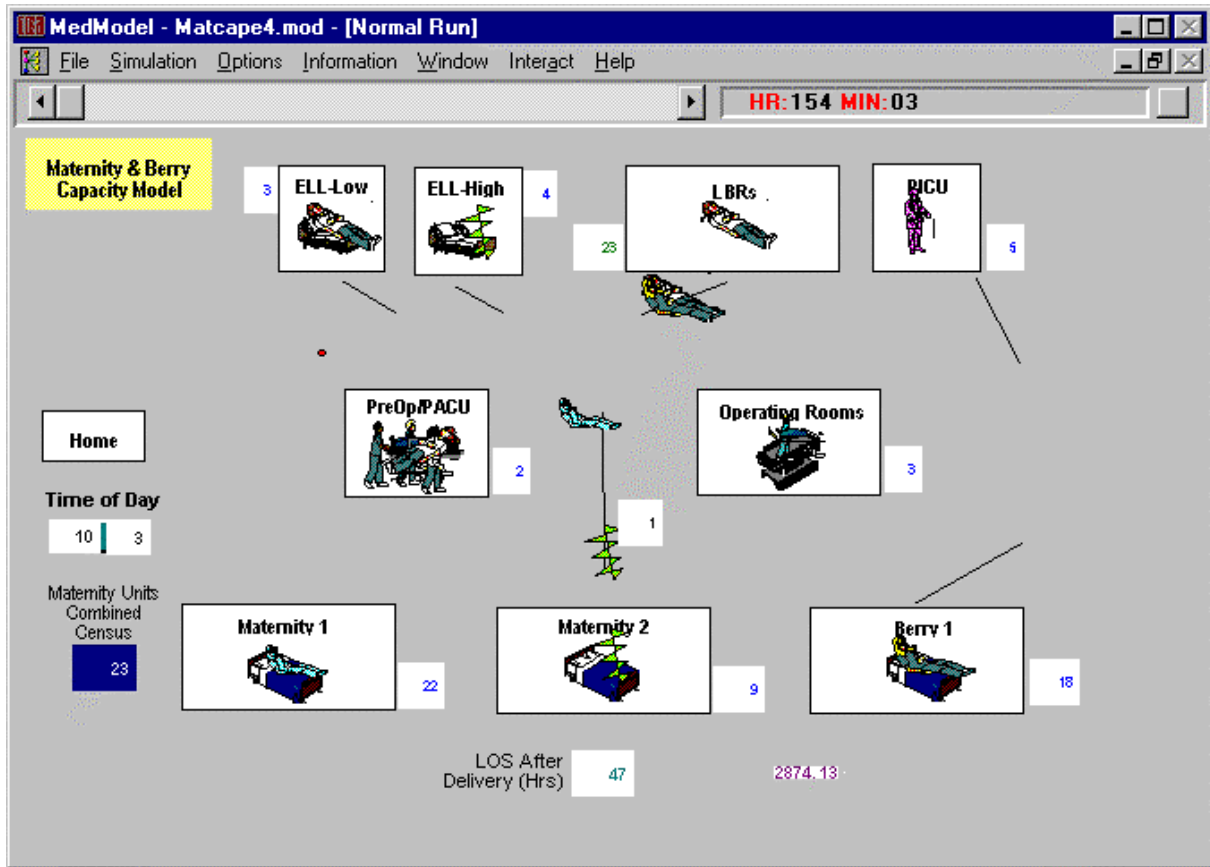 MedModel - Matcape4.mod - [Normal Run]
File Simulation Options Information Window Interact Help
HR:154 MIN:03
Maternity & Berry
Capacity Model
3
ELL-Low
ELL-High
4
23
LBRs
PICU
5
PreOp/PACU
2
Operating Rooms
3
Home
1
Time of Day
10 3
Maternity Units
Combined
Census
23
Maternity 1
22
Maternity 2
9
Berry 1
18
LOS After
Delivery (Hrs)
47
2874.13